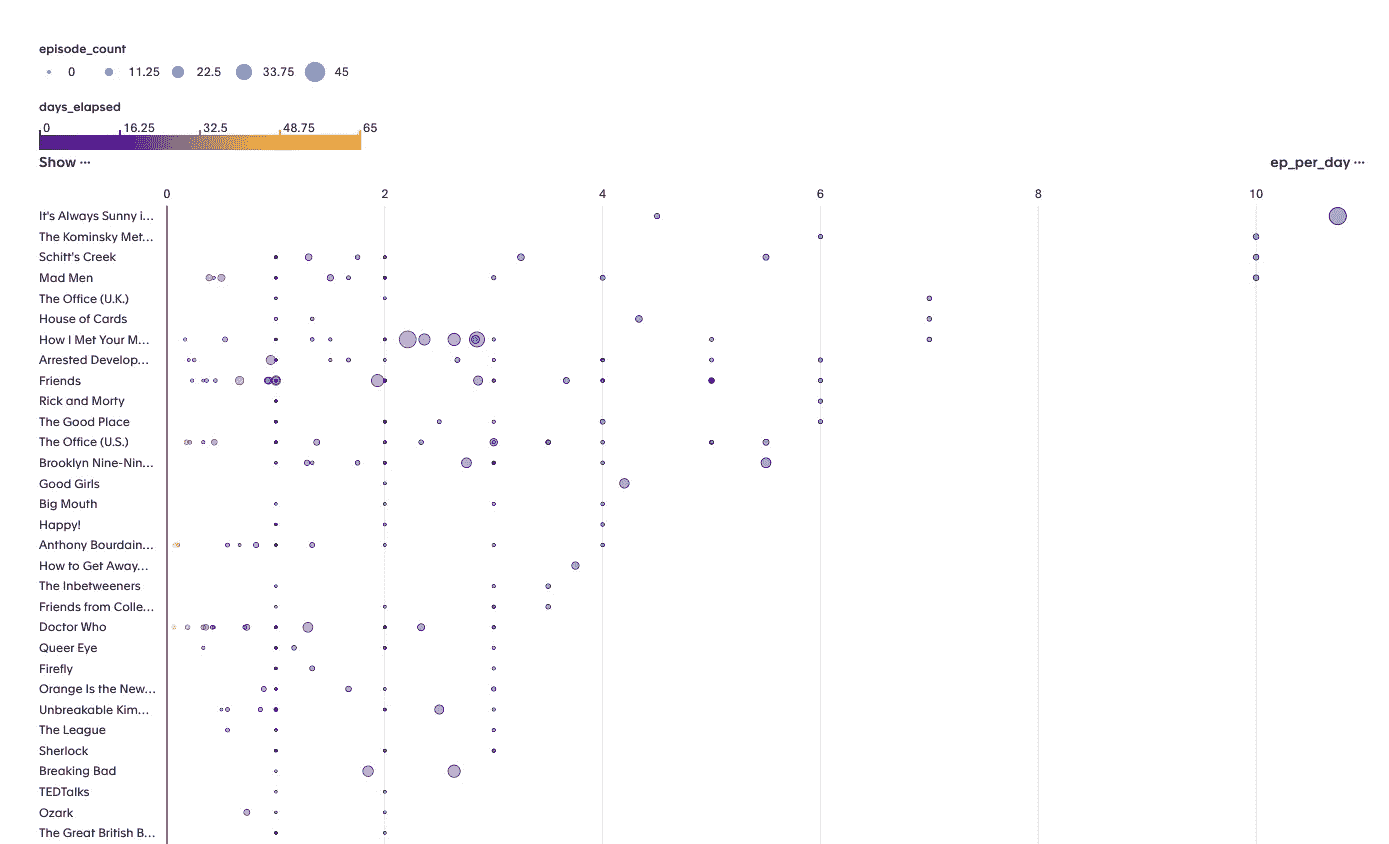 episode_count
0 11.25 22.5 33.75 45
days_elapsed
0 16.25 32.5 48.75 65
Show ··· ep_per_day ···
0 2 4 6 8 10
It's Always Sunny i...
The Kominsky Met...
Schitt's Creek
Mad Men
The Office (U.K.)
House of Cards
How I Met Your M...
Arrested Develop...
Friends
Rick and Morty
The Good Place
The Office (U.S.)
Brooklyn Nine-Nin...
Good Girls
Big Mouth
Happy!
Anthony Bourdain...
How to Get Away...
The Inbetweeners
Friends from Colle...
Doctor Who
Queer Eye
Firefly
Orange Is the New...
Unbreakable Kim...
The League
Sherlock
Breaking Bad
TEDTalks
Ozark
The Great British B...